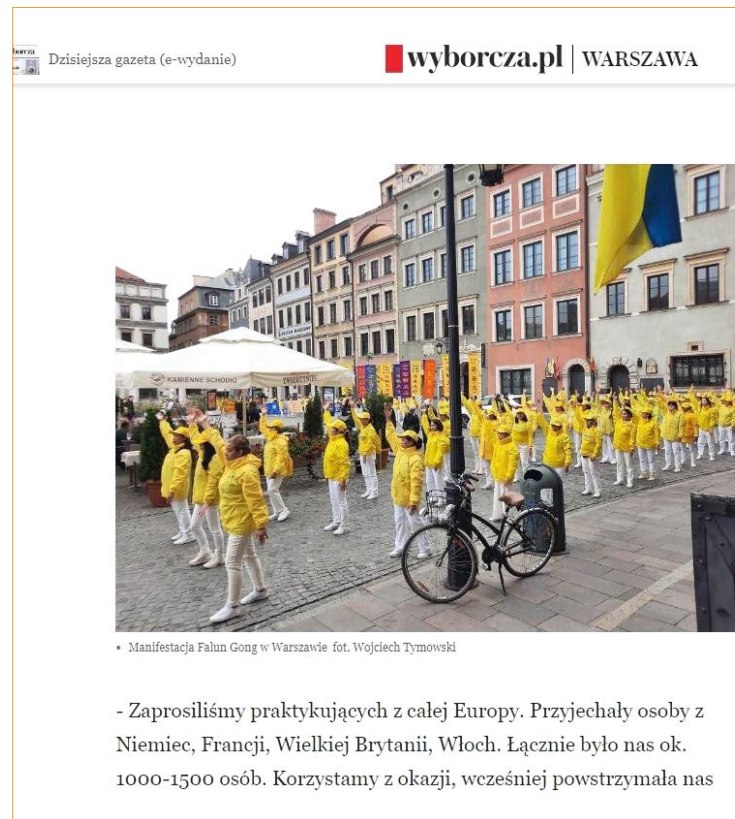 Dzisiejsza gazeta (e-wydanie)
wyborcza.pl | WARSZAWA
KAMIENNE SCHODKI
ZWIERZYNIEC
• Manifestacja Falun Gong w Warszawie fot. Wojciech Tymowski
- Zaprosiliśmy praktykujących z całej Europy. Przyjechały osoby z
Niemiec, Francji, Wielkiej Brytanii, Włoch. Łącznie było nas ok.
1000-1500 osób. Korzystamy z okazji, wcześniej powstrzymała nas